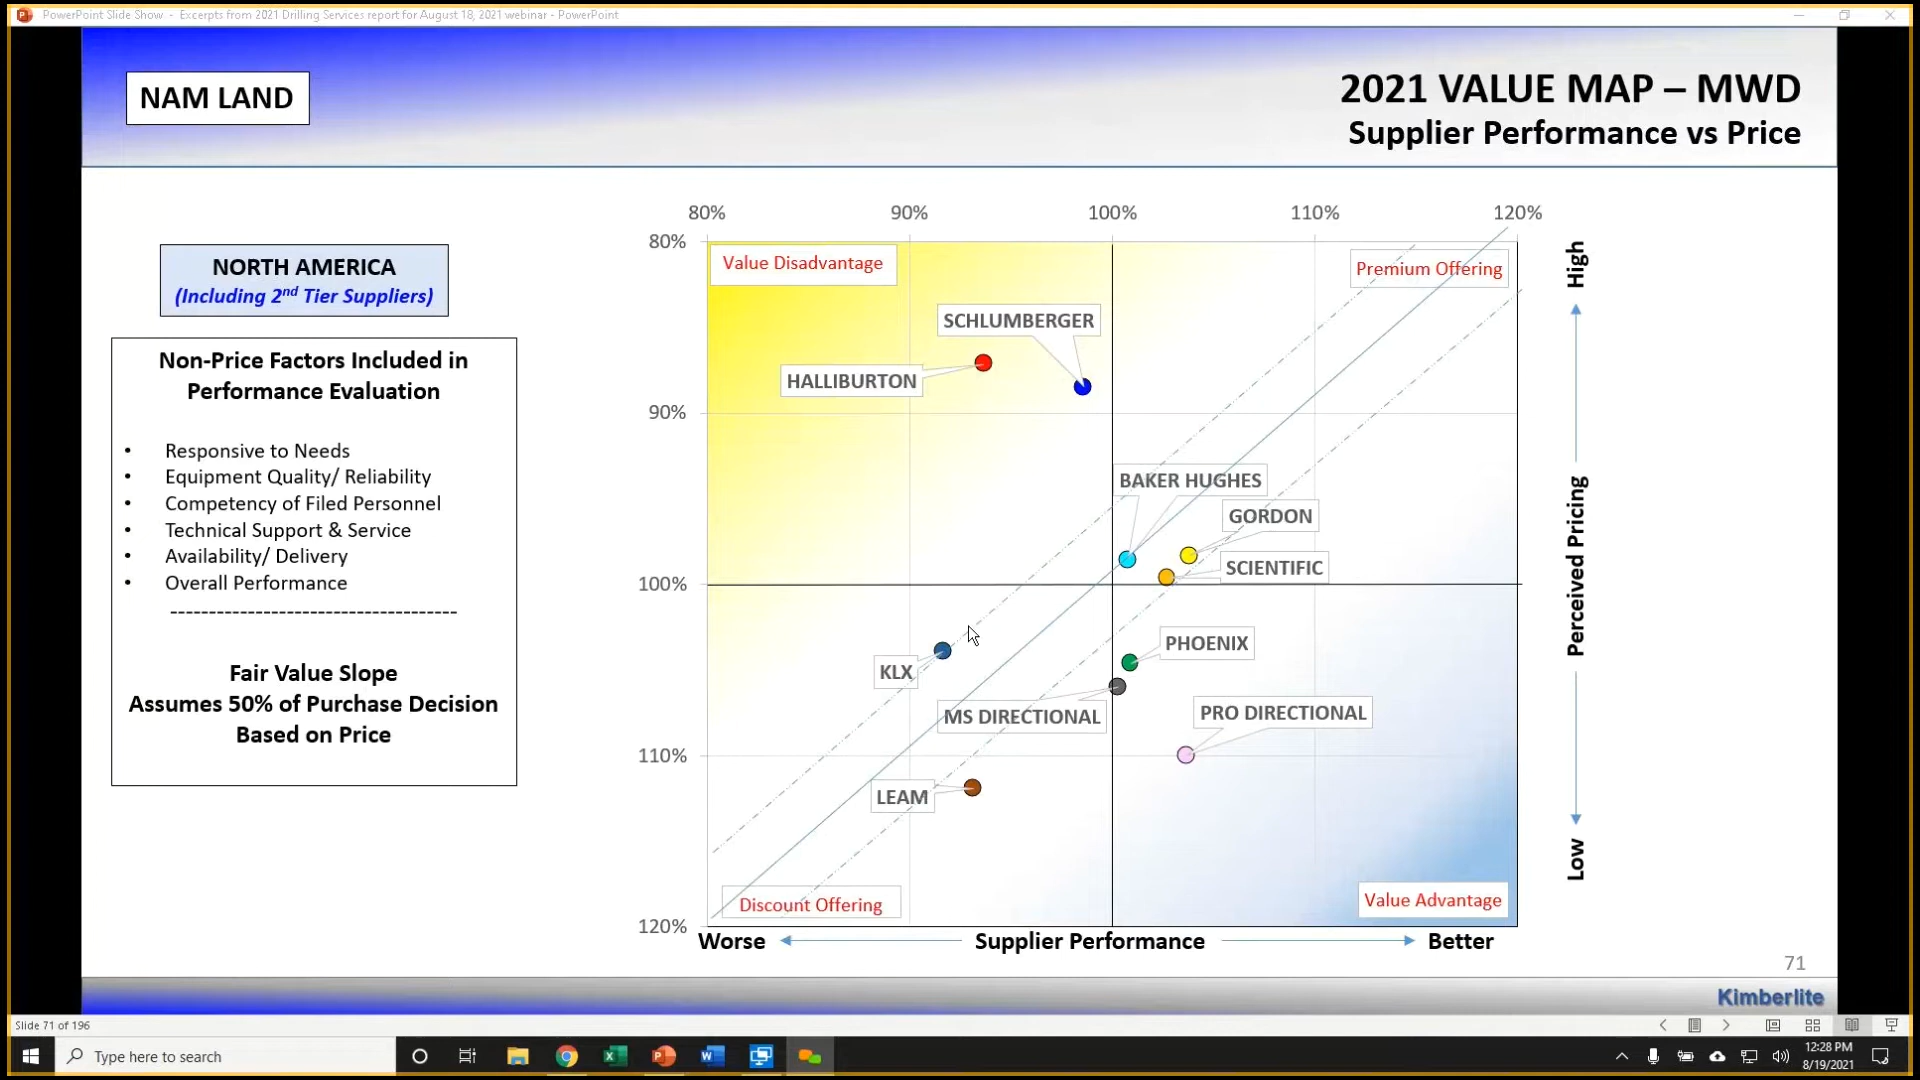 PowerPoint Slide Show - Excerpts from 2021 Drilling Services report for August 18, 2021 webinar - PowerPoint
NAM LAND
2021 VALUE MAP – MWD
Supplier Performance vs Price
NORTH AMERICA
(Including 2nd Tier Suppliers)
Non-Price Factors Included in
Performance Evaluation
• Responsive to Needs
• Equipment Quality/ Reliability
• Competency of Filed Personnel
• Technical Support & Service
• Availability/ Delivery
• Overall Performance
-----------------------------------
Fair Value Slope
Assumes 50% of Purchase Decision
Based on Price
80% 90% 100% 110% 120%
80%
90%
100%
110%
120%
Value Disadvantage
Premium Offering
SCHLUMBERGER
HALLIBURTON
BAKER HUGHES
GORDON
SCIENTIFIC
PHOENIX
KLX
MS DIRECTIONAL
PRO DIRECTIONAL
LEAM
Discount Offering
Value Advantage
High
Perceived Pricing
Low
Worse
Supplier Performance
Better
71
Kimberlite
Slide 71 of 196
Type here to search
12:28 PM
8/19/2021